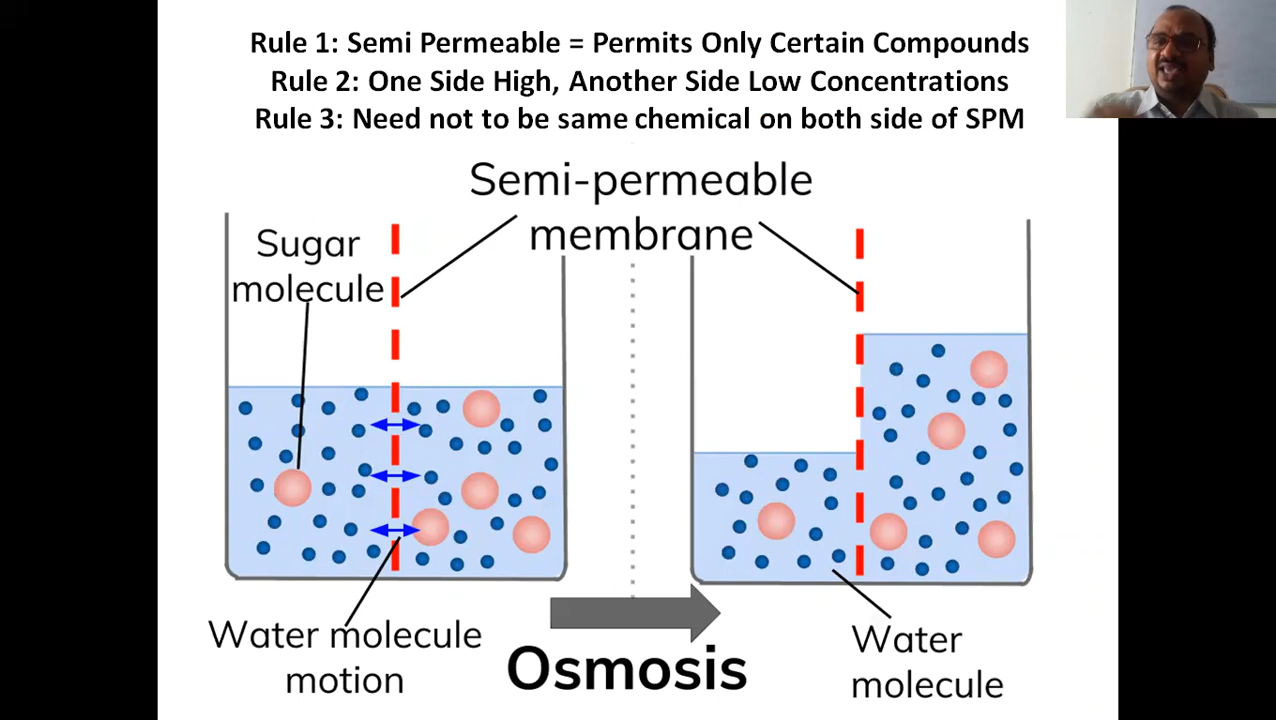 Rule 1: Semi Permeable = Permits Only Certain Compounds
Rule 2: One Side High, Another Side Low Concentrations
Rule 3: Need not to be same chemical on both side of SPM
Semi-permeable
membrane
Sugar
molecule
Water molecule
motion
Osmosis
Water
molecule